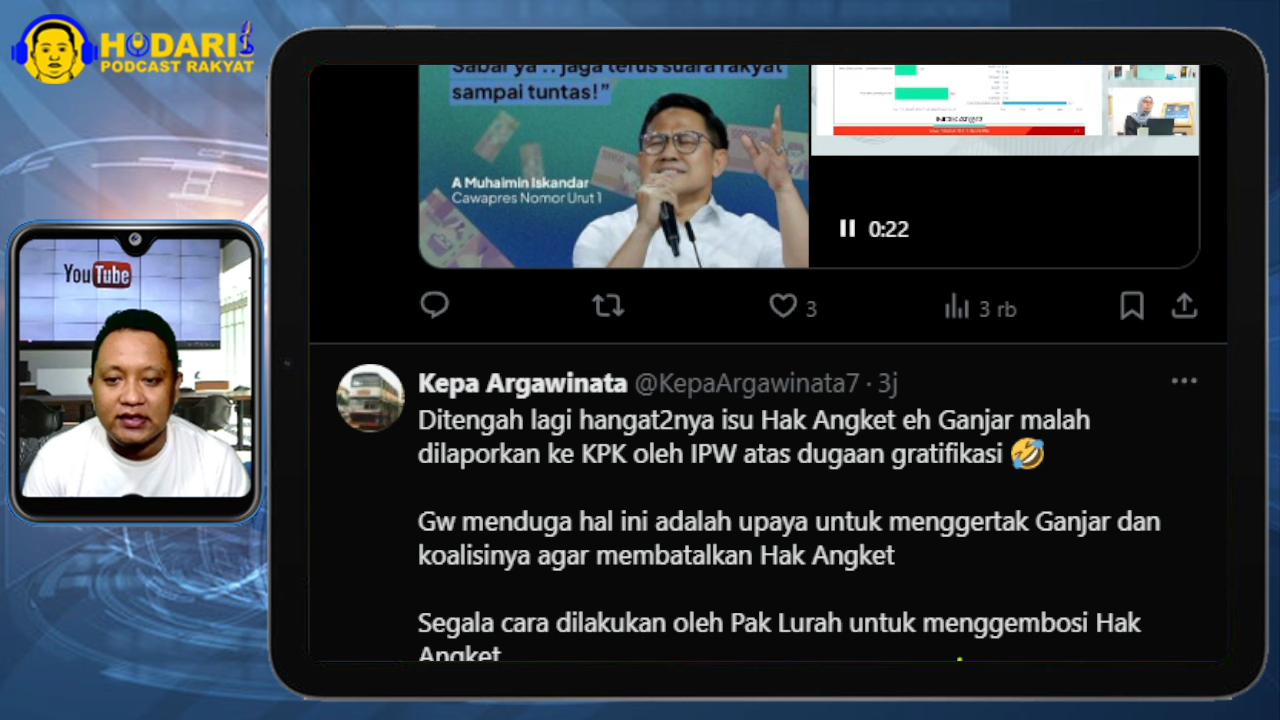 HODARI
PODCAST RAKYAT
YouTube
Sabar ya .. jaga terus suara rakyat
sampai tuntas!”
A Muhaimin Iskandar
Cawapres Nomor Urut 1
0:22
3
3 rb
Kepa Argawinata @KepaArgawinata7 · 3j
Ditengah lagi hangat2nya isu Hak Angket eh Ganjar malah
dilaporkan ke KPK oleh IPW atas dugaan gratifikasi 🤣
Gw menduga hal ini adalah upaya untuk menggertak Ganjar dan
koalisinya agar membatalkan Hak Angket
Segala cara dilakukan oleh Pak Lurah untuk menggembosi Hak
Angket